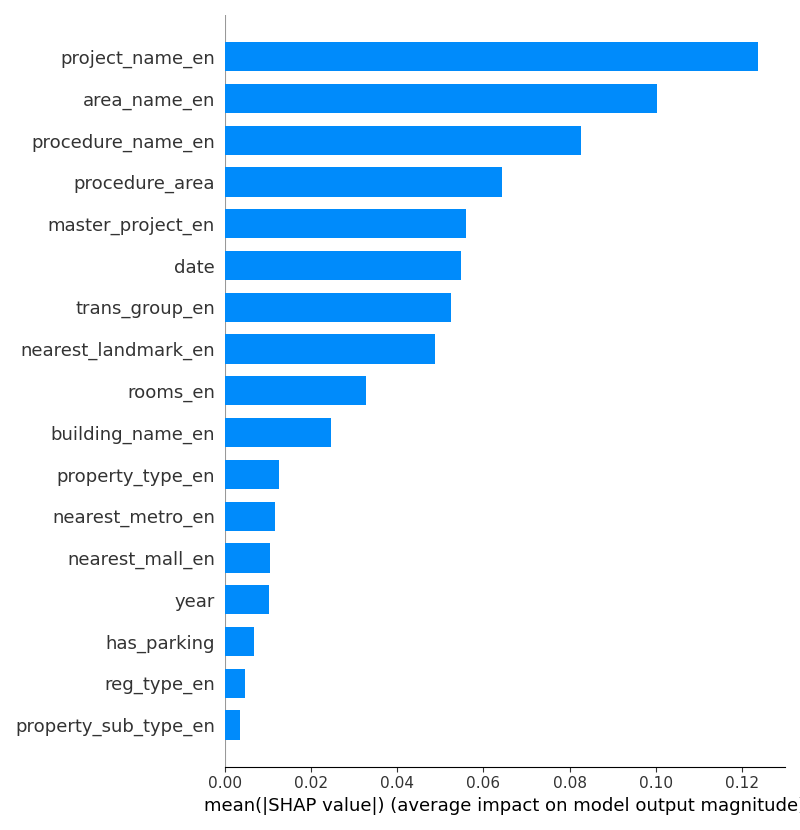 project_name_en
area_name_en
procedure_name_en
procedure_area
master_project_en
date
trans_group_en
nearest_landmark_en
rooms_en
building_name_en
property_type_en
nearest_metro_en
nearest_mall_en
year
has_parking
reg_type_en
property_sub_type_en
0.00 0.02 0.04 0.06 0.08 0.10 0.12
mean(|SHAP value|) (average impact on model output magnitude)